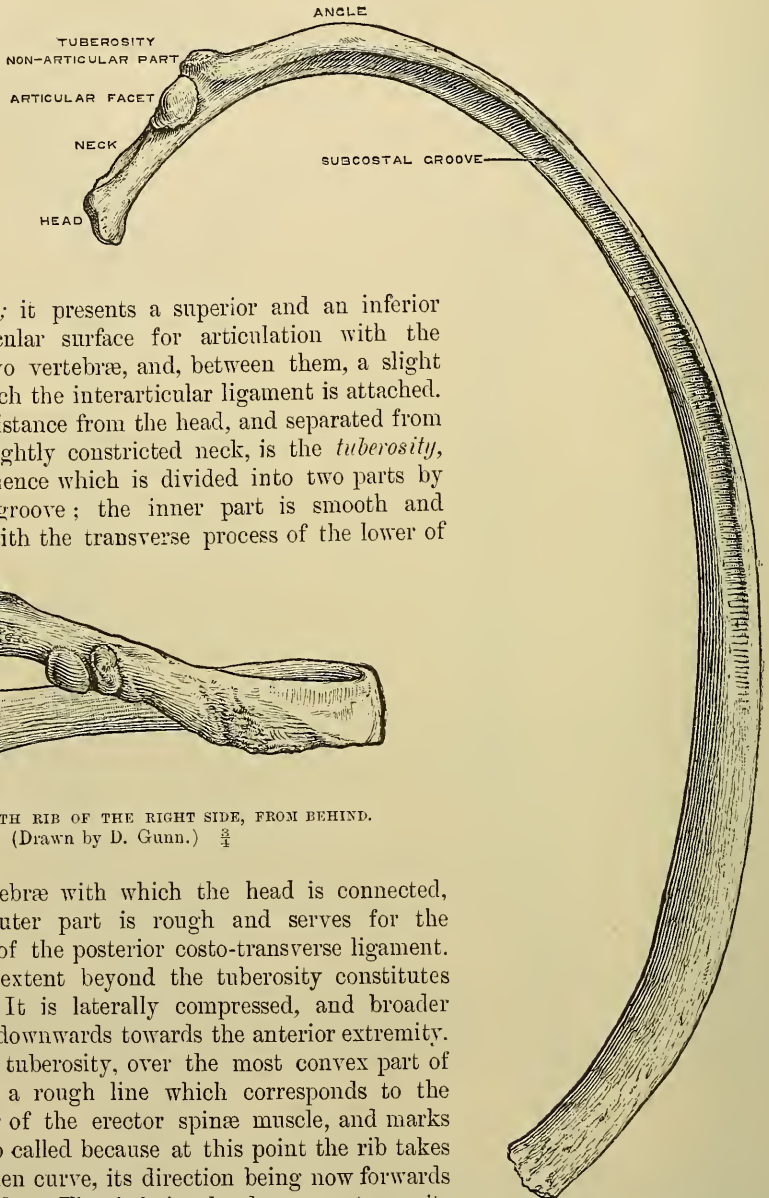 ANGLE
TUBEROSITY
NON-ARTICULAR PART
ARTICULAR FACET
NECK
SUBCOSTAL GROOVE
HEAD
; it presents a superior and an inferior
cular surface for articulation with the
vo vertebræ, and, between them, a slight
ch the interarticular ligament is attached.
istance from the head, and separated from
ghtly constricted neck, is the tuberosity,
ence which is divided into two parts by
groove ; the inner part is smooth and
ith the transverse process of the lower of
TH RIB OF THE RIGHT SIDE, FROM BEHIND.
(Drawn by D. Gunn.) 3/4
ebræ with which the head is connected,
uter part is rough and serves for the
of the posterior costo-transverse ligament.
extent beyond the tuberosity constitutes
It is laterally compressed, and broader
downwards towards the anterior extremity.
tuberosity, over the most convex part of
a rough line which corresponds to the
of the erector spinæ muscle, and marks
o called because at this point the rib takes
en curve, its direction being now forwards